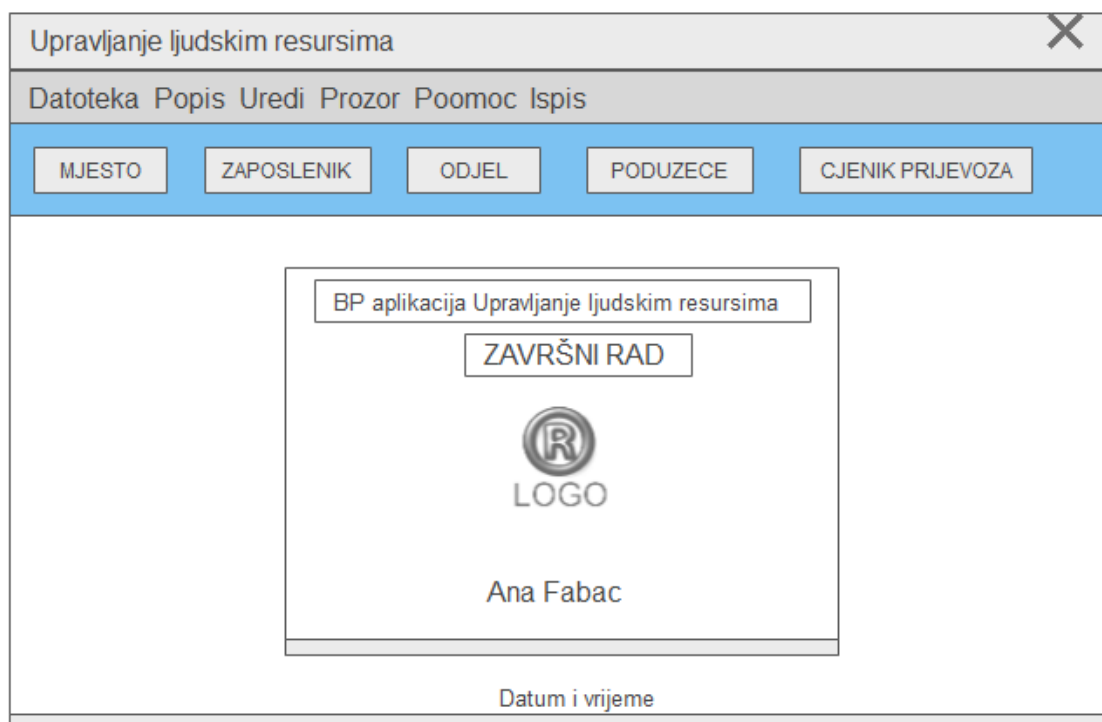 Upravljanje ljudskim resursima
Datoteka Popis Uredi Prozor Poomoc Ispis
MJESTO ZAPOSLENIK ODJEL PODUZECE CJENIK PRIJEVOZA
BP aplikacija Upravljanje ljudskim resursima
ZAVRŠNI RAD
R
LOGO
Ana Fabac
Datum i vrijeme